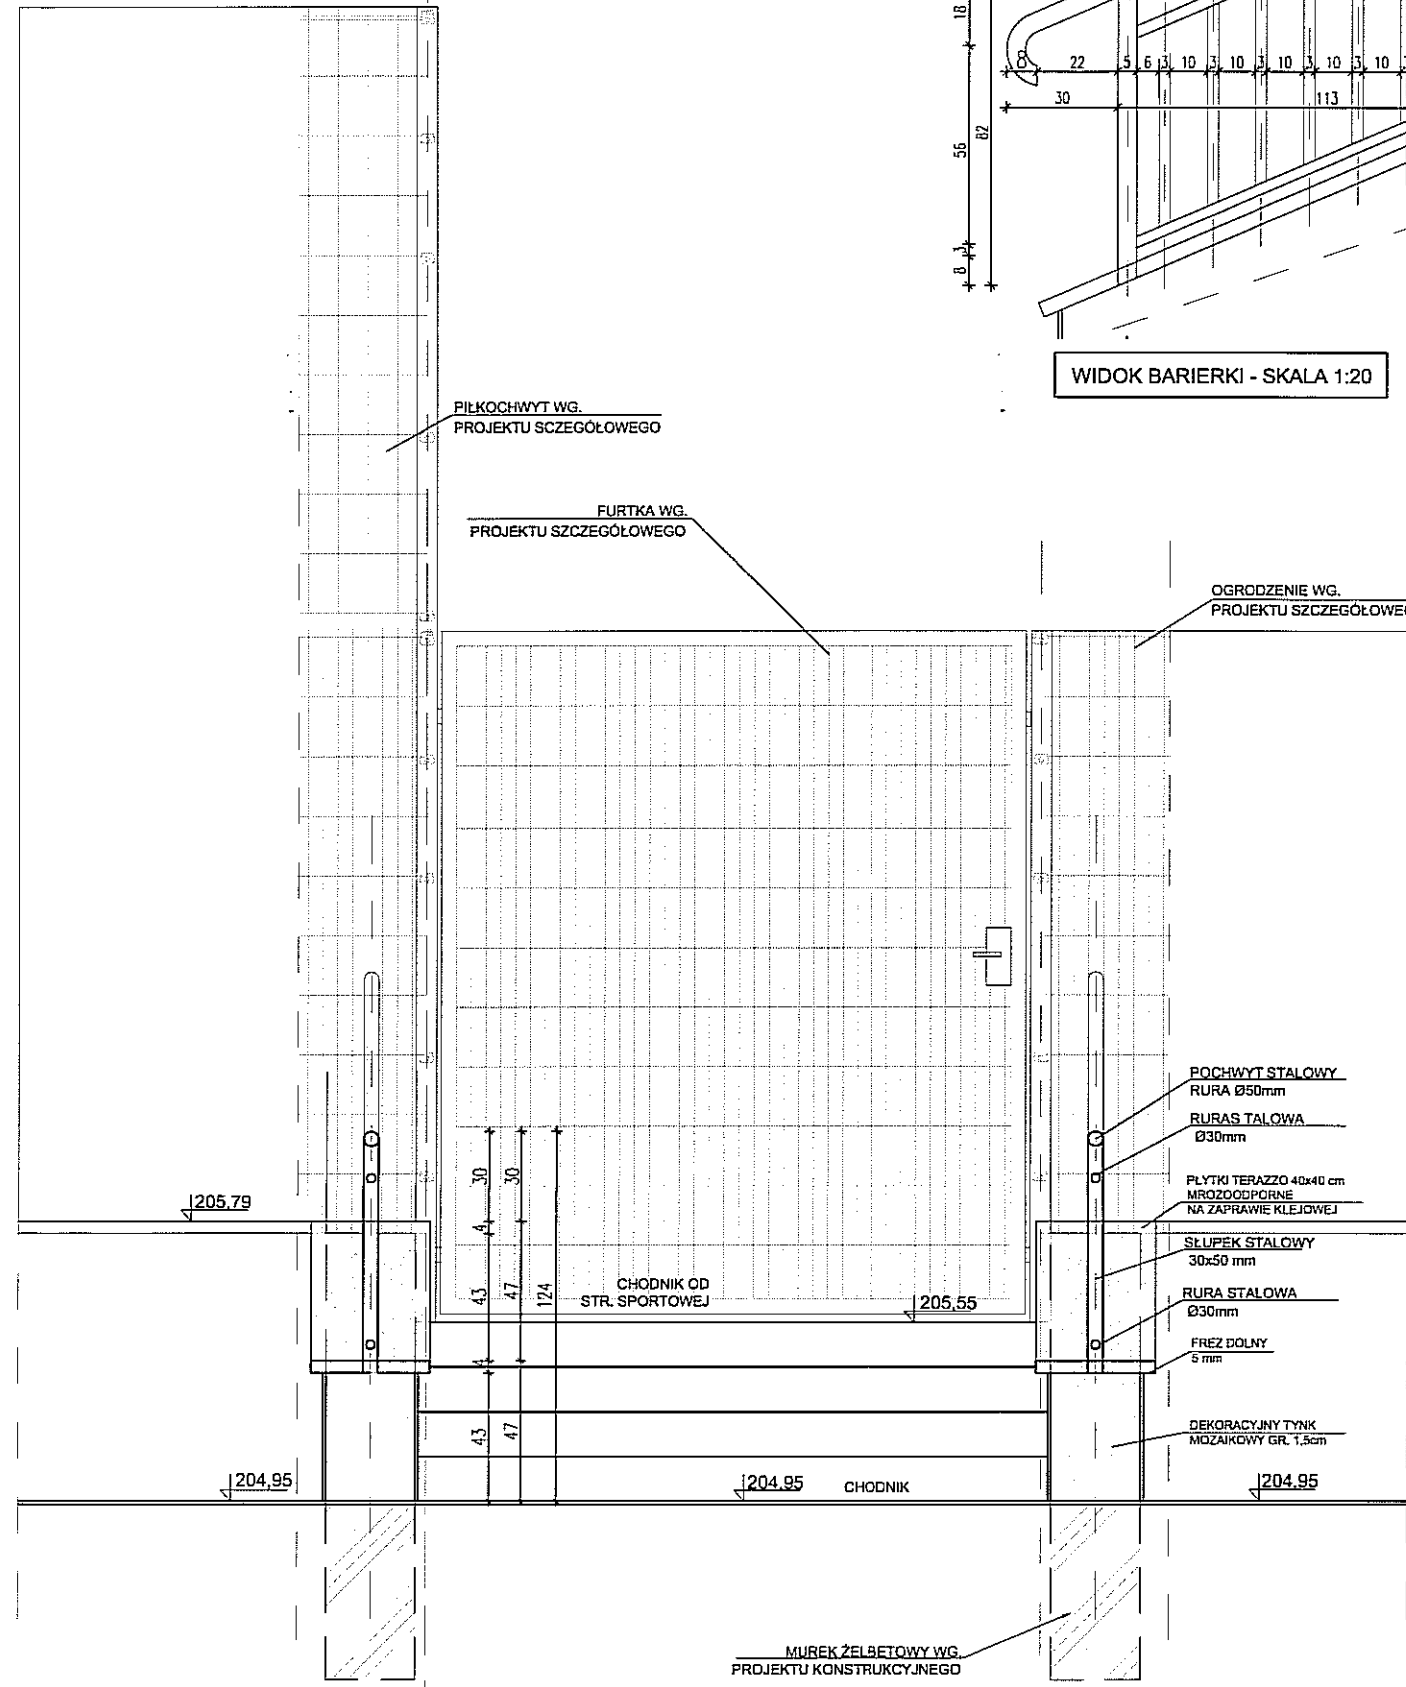 18
8
22
5
6
3
10
3
10
3
10
3
10
3
10
30
113
56
82
3
8
WIDOK BARIERKI - SKALA 1:20
PIŁKOCHWYT WG.
PROJEKTU SCZEGÓŁOWEGO
FURTKA WG.
PROJEKTU SZCZEGÓŁOWEGO
OGRODZENIE WG.
PROJEKTU SZCZEGÓŁOWEG
POCHWYT STALOWY
RURA Ø50mm
RURAS TALOWA
Ø30mm
PŁYTKI TERAZZO 40x40 cm
MROZOODPORNE
NA ZAPRAWIE KLEJOWEJ
SŁUPEK STALOWY
30x50 mm
RURA STALOWA
Ø30mm
FREZ DOLNY
5 mm
DEKORACYJNY TYNK
MOZAIKOWY GR. 1,5cm
205,79
30
30
4
43
47
124
4
43
47
CHODNIK OD
STR. SPORTOWEJ
205,55
204,95
204,95
CHODNIK
204,95
MUREK ŻELBETOWY WG.
PROJEKTU KONSTRUKCYJNEGO